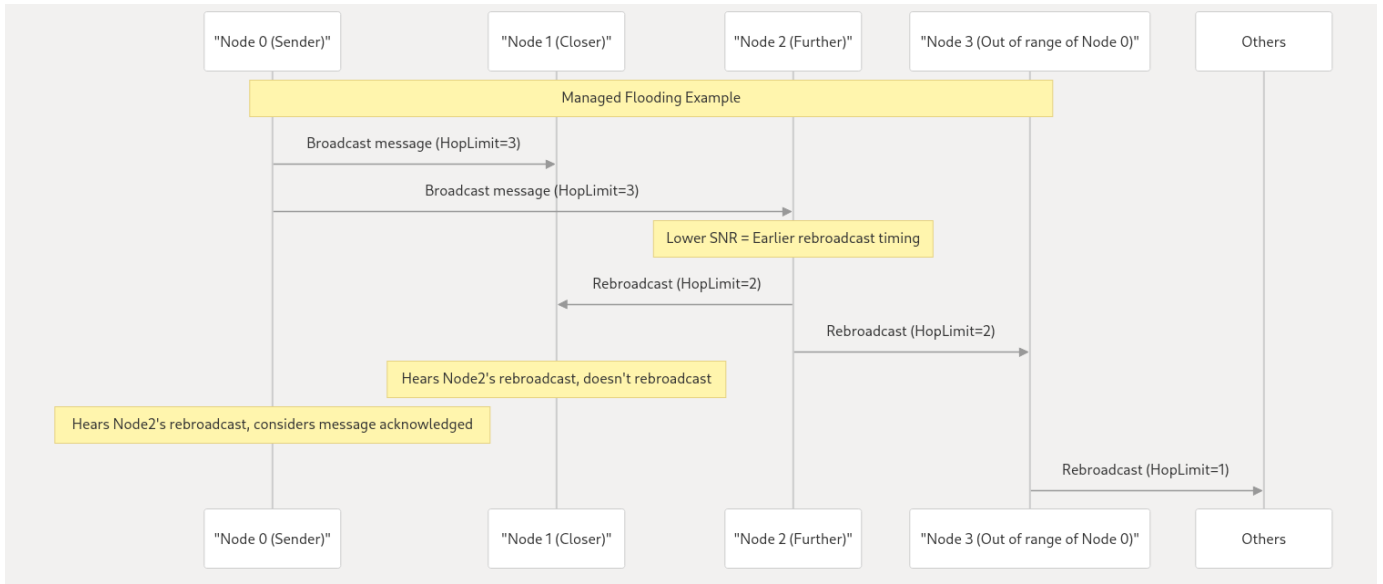 "Node 0 (Sender)"
"Node 1 (Closer)"
"Node 2 (Further)"
"Node 3 (Out of range of Node 0)"
Others
Managed Flooding Example
Broadcast message (HopLimit=3)
Broadcast message (HopLimit=3)
Lower SNR = Earlier rebroadcast timing
Rebroadcast (HopLimit=2)
Rebroadcast (HopLimit=2)
Hears Node2's rebroadcast, doesn't rebroadcast
Hears Node2's rebroadcast, considers message acknowledged
Rebroadcast (HopLimit=1)
"Node 0 (Sender)"
"Node 1 (Closer)"
"Node 2 (Further)"
"Node 3 (Out of range of Node 0)"
Others